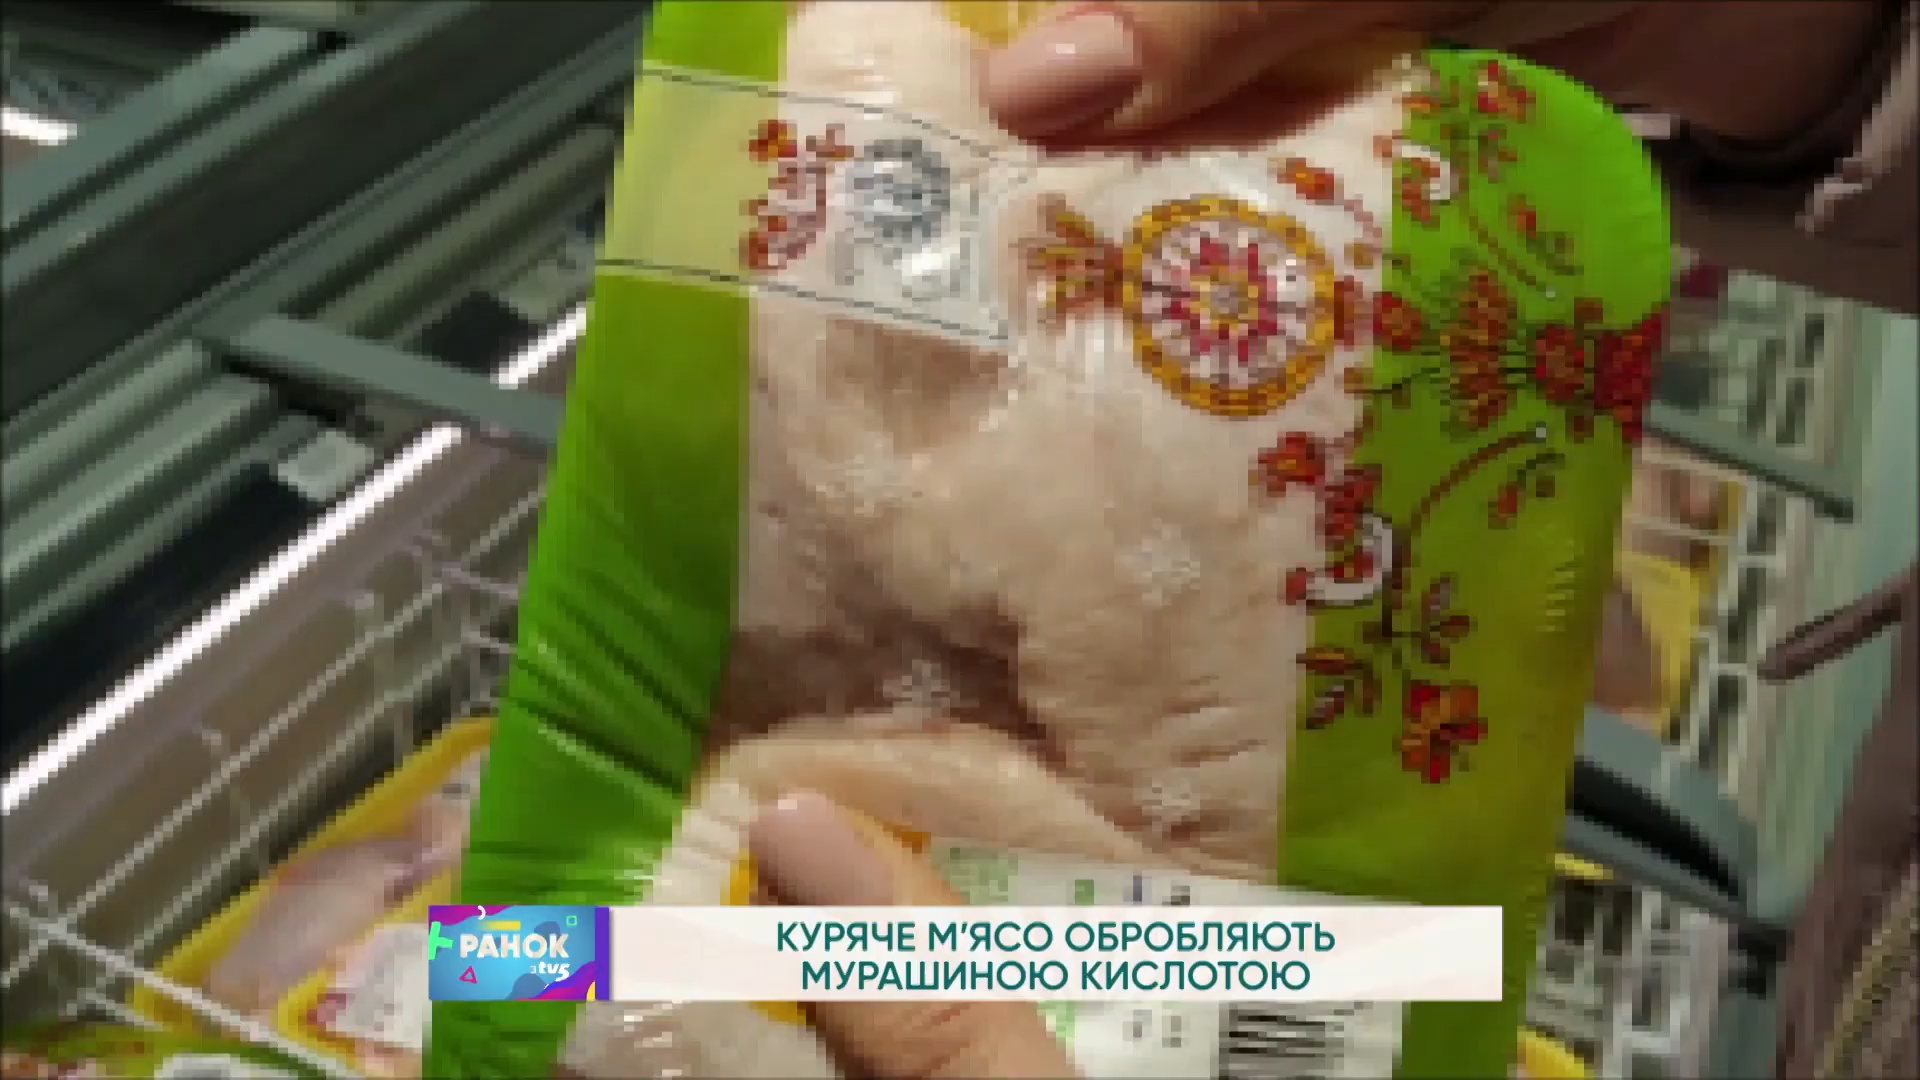 РАНОК
tv5
КУРЯЧЕ М'ЯСО ОБРОБЛЯЮТЬ
МУРАШИНОЮ КИСЛОТОЮ